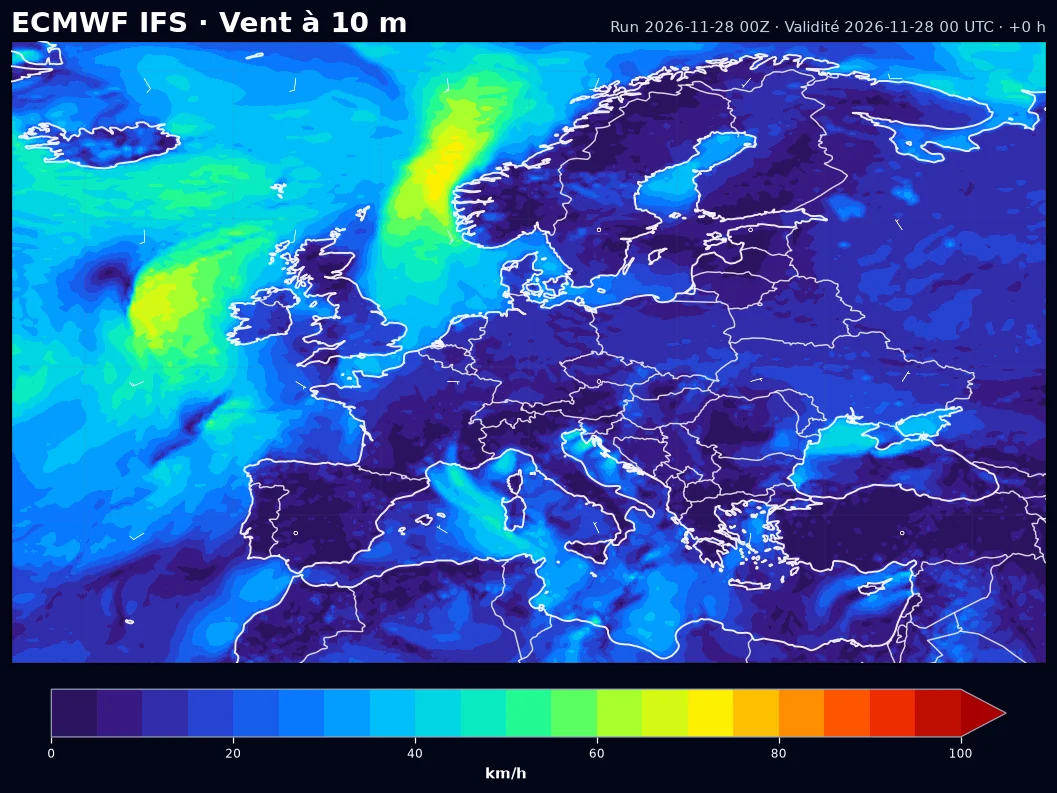 ECMWF IFS · Vent à 10 m
Run 2026-11-28 00Z · Validité 2026-11-28 00 UTC · +0 h
0 20 40 60 80 100
km/h